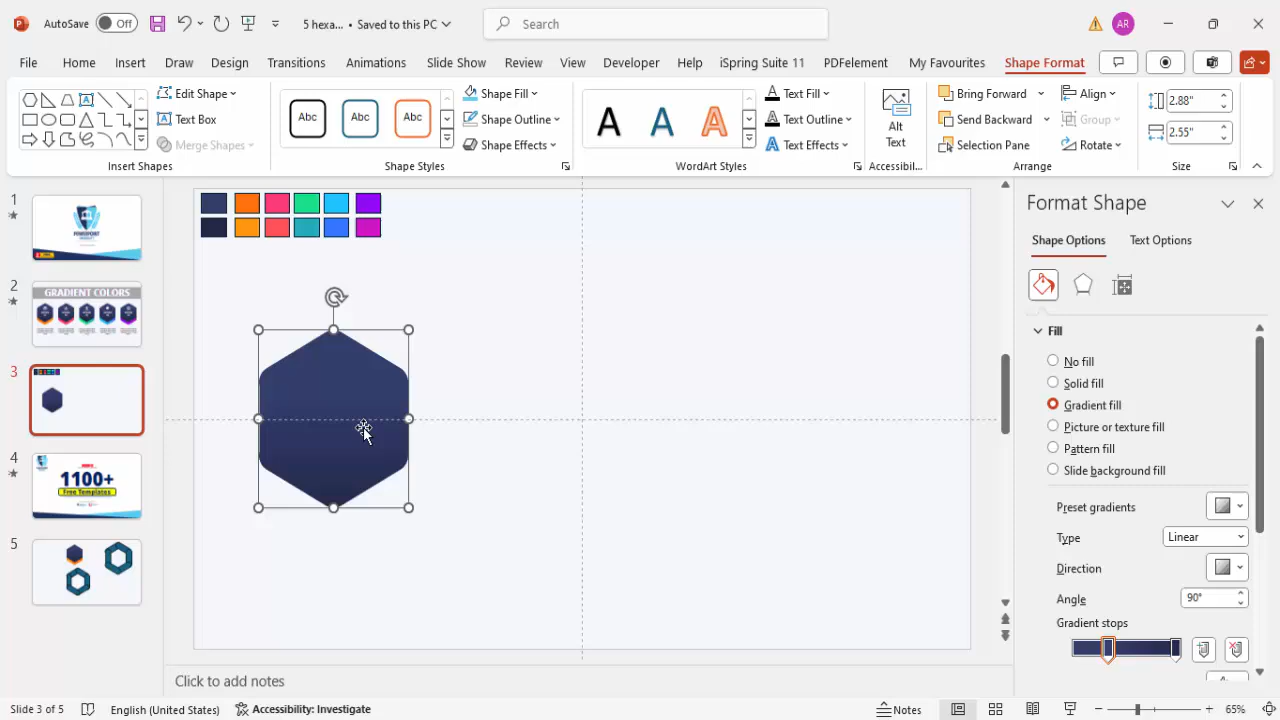 AutoSave Off 5 hexa... • Saved to this PC Search AR
File Home Insert Draw Design Transitions Animations Slide Show Review View Developer Help iSpring Suite 11 PDFelement My Favourites Shape Format
Edit Shape
Text Box
Merge Shapes
Insert Shapes
Abc Abc Abc
Shape Fill
Shape Outline
Shape Effects
Shape Styles
A A A
Text Fill
Text Outline
Text Effects
WordArt Styles
Alt
Text
Accessibil...
Bring Forward
Send Backward
Selection Pane
Align
Group
Rotate
Arrange
2.88"
2.55"
Size
1
2
GRADIENT COLORS
3
4
1100+
Free Templates
5
Format Shape
Shape Options Text Options
Fill
No fill
Solid fill
Gradient fill
Picture or texture fill
Pattern fill
Slide background fill
Preset gradients
Type Linear
Direction
Angle 90°
Gradient stops
Click to add notes
Slide 3 of 5 English (United States) Accessibility: Investigate Notes 65%